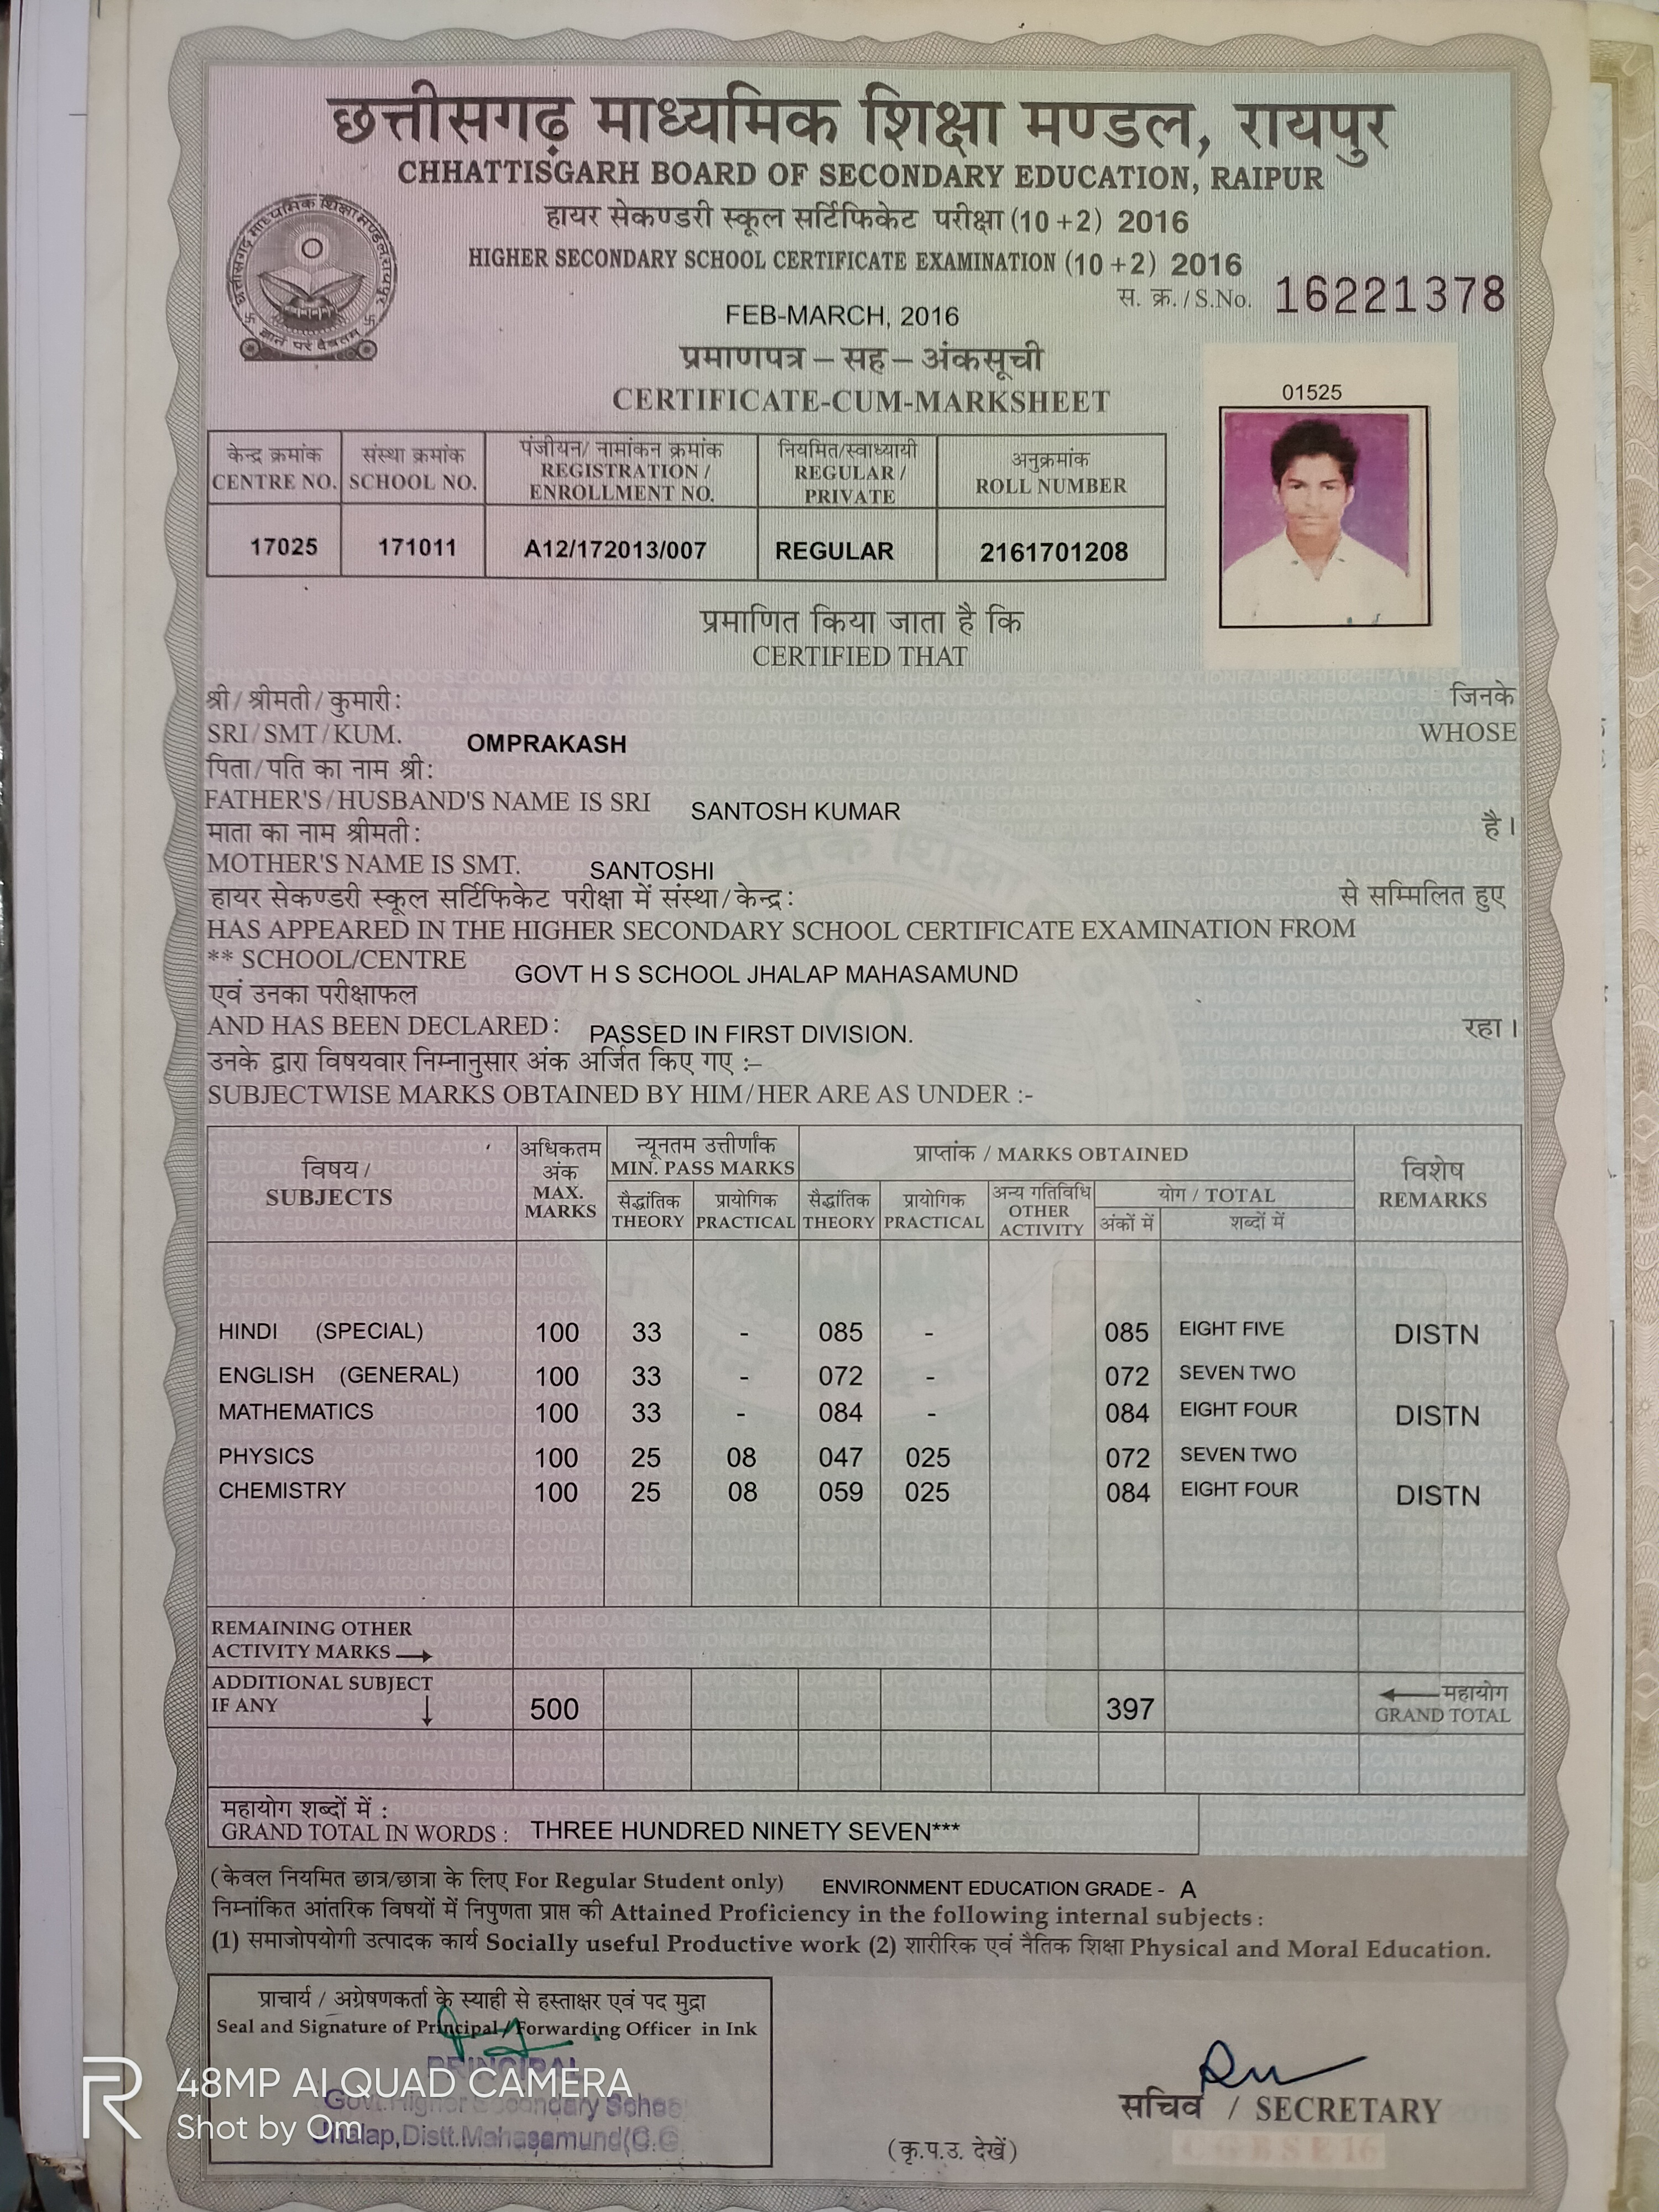 छत्तीसगढ़ माध्यमिक शिक्षा मण्डल, रायपुर
CHHATTISGARH BOARD OF SECONDARY EDUCATION, RAIPUR
हायर सेकण्डरी स्कूल सर्टिफिकेट परीक्षा (10+2) 2016
HIGHER SECONDARY SCHOOL CERTIFICATE EXAMINATION (10+2) 2016
स. क्र. / S.No. 16221378
FEB-MARCH, 2016
प्रमाणपत्र – सह – अंकसूची
CERTIFICATE-CUM-MARKSHEET
01525
केन्द्र क्रमांक संस्था क्रमांक पंजीयन/ नामांकन क्रमांक नियमित/स्वाध्यायी अनुक्रमांक
CENTRE NO. SCHOOL NO. REGISTRATION / ENROLLMENT NO. REGULAR / PRIVATE ROLL NUMBER
17025 171011 A12/172013/007 REGULAR 2161701208
प्रमाणित किया जाता है कि
CERTIFIED THAT
श्री / श्रीमती / कुमारी: जिनके
SRI/SMT/KUM. OMPRAKASH WHOSE
पिता/पति का नाम श्री:
FATHER'S/HUSBAND'S NAME IS SRI SANTOSH KUMAR
माता का नाम श्रीमती: है।
MOTHER'S NAME IS SMT. SANTOSHI
हायर सेकण्डरी स्कूल सर्टिफिकेट परीक्षा में संस्था/केन्द्र: से सम्मिलित हुए
HAS APPEARED IN THE HIGHER SECONDARY SCHOOL CERTIFICATE EXAMINATION FROM
** SCHOOL/CENTRE GOVT H S SCHOOL JHALAP MAHASAMUND
एवं उनका परीक्षाफल
AND HAS BEEN DECLARED: PASSED IN FIRST DIVISION. रहा।
उनके द्वारा विषयवार निम्नानुसार अंक अर्जित किए गए :–
SUBJECTWISE MARKS OBTAINED BY HIM/HER ARE AS UNDER :-
विषय / SUBJECTS अधिकतम अंक MAX. MARKS न्यूनतम उत्तीर्णांक MIN. PASS MARKS प्राप्तांक / MARKS OBTAINED विशेष REMARKS
सैद्धांतिक THEORY प्रायोगिक PRACTICAL सैद्धांतिक THEORY प्रायोगिक PRACTICAL अन्य गतिविधि OTHER ACTIVITY योग / TOTAL
अंकों में शब्दों में
HINDI (SPECIAL) 100 33 - 085 - 085 EIGHT FIVE DISTN
ENGLISH (GENERAL) 100 33 - 072 - 072 SEVEN TWO
MATHEMATICS 100 33 - 084 - 084 EIGHT FOUR DISTN
PHYSICS 100 25 08 047 025 072 SEVEN TWO
CHEMISTRY 100 25 08 059 025 084 EIGHT FOUR DISTN
REMAINING OTHER
ACTIVITY MARKS →
ADDITIONAL SUBJECT
IF ANY ↓ 500 397 ← महायोग GRAND TOTAL
महायोग शब्दों में :
GRAND TOTAL IN WORDS : THREE HUNDRED NINETY SEVEN***
(केवल नियमित छात्र/छात्रा के लिए For Regular Student only) ENVIRONMENT EDUCATION GRADE - A
निम्नांकित आंतरिक विषयों में निपुणता प्राप्त की Attained Proficiency in the following internal subjects :
(1) समाजोपयोगी उत्पादक कार्य Socially useful Productive work (2) शारीरिक एवं नैतिक शिक्षा Physical and Moral Education.
प्राचार्य / अग्रेषणकर्ता के स्याही से हस्ताक्षर एवं पद मुद्रा
Seal and Signature of Principal / Forwarding Officer in Ink
PRINCIPAL
Govt. Higher Secondary
Jhalap, Distt. Mahasamund (C.G.
48MP AI QUAD CAMERA
Shot by Om
सचिव / SECRETARY
(कृ.प.उ. देखें)